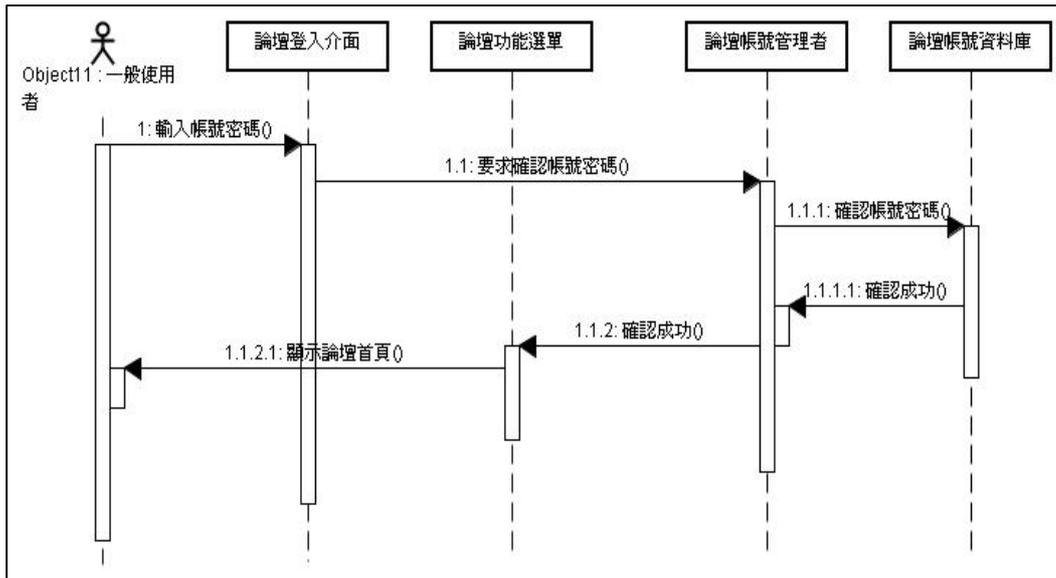 論壇登入介面
論壇功能選單
論壇帳號管理者
論壇帳號資料庫
Object11 : 一般使用
者
1: 輸入帳號密碼()
1.1: 要求確認帳號密碼()
1.1.1: 確認帳號密碼()
1.1.1.1: 確認成功()
1.1.2: 確認成功()
1.1.2.1: 顯示論壇首頁()